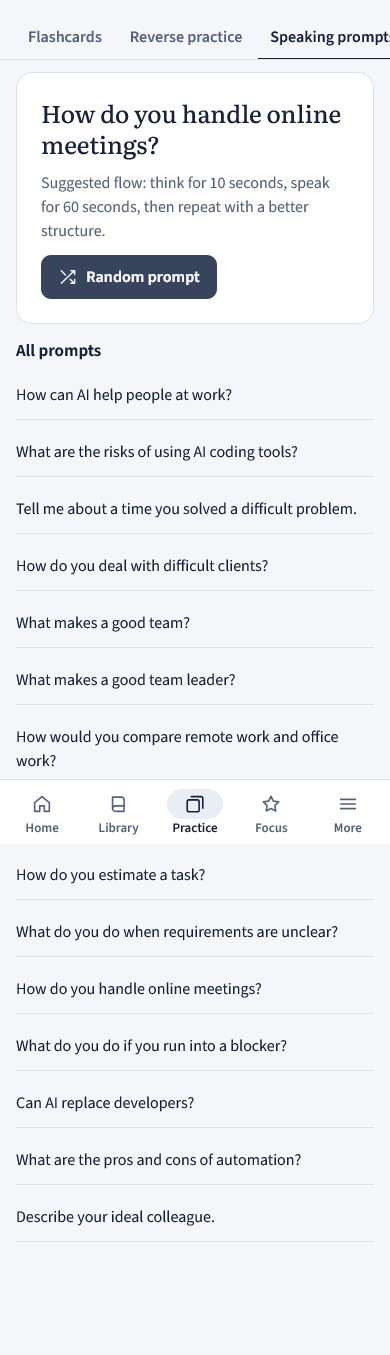 Flashcards
Reverse practice
Speaking prompts
How do you handle online
meetings?
Suggested flow: think for 10 seconds, speak
for 60 seconds, then repeat with a better
structure.
Random prompt
All prompts
How can AI help people at work?
What are the risks of using AI coding tools?
Tell me about a time you solved a difficult problem.
How do you deal with difficult clients?
What makes a good team?
What makes a good team leader?
How would you compare remote work and office
work?
Home
Library
Practice
Focus
More
How do you estimate a task?
What do you do when requirements are unclear?
How do you handle online meetings?
What do you do if you run into a blocker?
Can AI replace developers?
What are the pros and cons of automation?
Describe your ideal colleague.